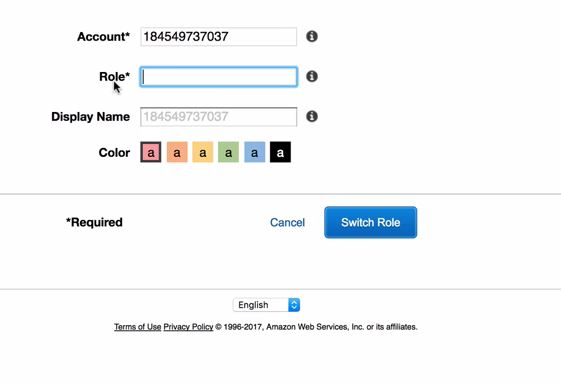 Account* 184549737037
Role*
Display Name 184549737037
Color a a a a a a
*Required Cancel Switch Role
English
Terms of Use Privacy Policy © 1996-2017, Amazon Web Services, Inc. or its affiliates.